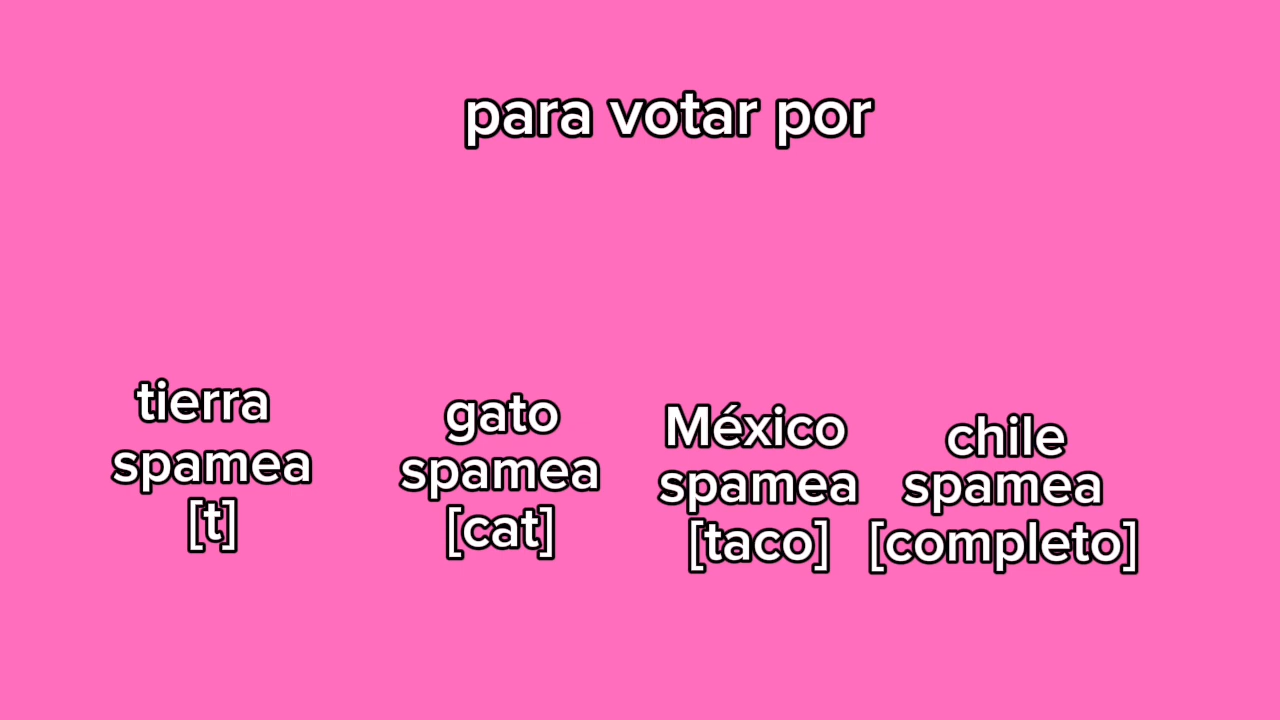 para votar por
tierra
spamea
[t]
gato
spamea
[cat]
México
spamea
[taco]
chile
spamea
[completo]